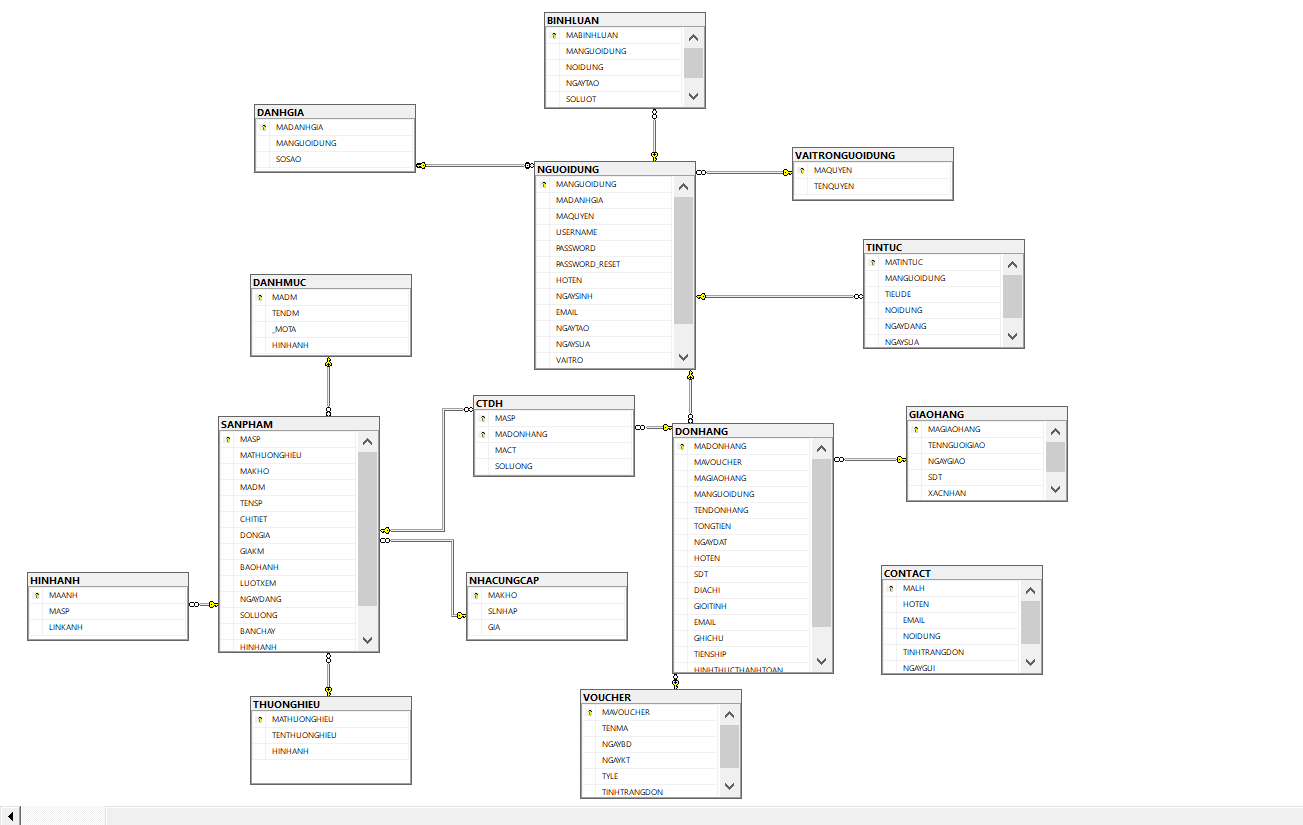 BINHLUAN
MABINHLUAN
MANGUOIDUNG
NOIDUNG
NGAYTAO
SOLUOT
DANHGIA
MADANHGIA
MANGUOIDUNG
SOSAO
VAITRONGUOIDUNG
MAQUYEN
TENQUYEN
NGUOIDUNG
MANGUOIDUNG
MADANHGIA
MAQUYEN
USERNAME
PASSWORD
PASSWORD_RESET
HOTEN
NGAYSINH
EMAIL
NGAYTAO
NGAYSUA
VAITRO
TINTUC
MATINTUC
MANGUOIDUNG
TIEUDE
NOIDUNG
NGAYDANG
NGAYSUA
DANHMUC
MADM
TENDM
_MOTA
HINHANH
CTDH
MASP
MADONHANG
MACT
SOLUONG
GIAOHANG
MAGIAOHANG
TENNGUOIGIAO
NGAYGIAO
SDT
XACNHAN
SANPHAM
MASP
MATHUONGHIEU
MAKHO
MADM
TENSP
CHITIET
DONGIA
GIAKM
BAOHANH
LUOTXEM
NGAYDANG
SOLUONG
BANCHAY
HINHANH
DONHANG
MADONHANG
MAVOUCHER
MAGIAOHANG
MANGUOIDUNG
TENDONHANG
TONGTIEN
NGAYDAT
HOTEN
SDT
DIACHI
GIOITINH
EMAIL
GHICHU
TIENSHIP
HINHTHUCTHANHTOAN
CONTACT
MALH
HOTEN
EMAIL
NOIDUNG
TINHTRANGDON
NGAYGUI
HINHANH
MAANH
MASP
LINKANH
NHACUNGCAP
MAKHO
SLNHAP
GIA
THUONGHIEU
MATHUONGHIEU
TENTHUONGHIEU
HINHANH
VOUCHER
MAVOUCHER
TENMA
NGAYBD
NGAYKT
TYLE
TINHTRANGDON